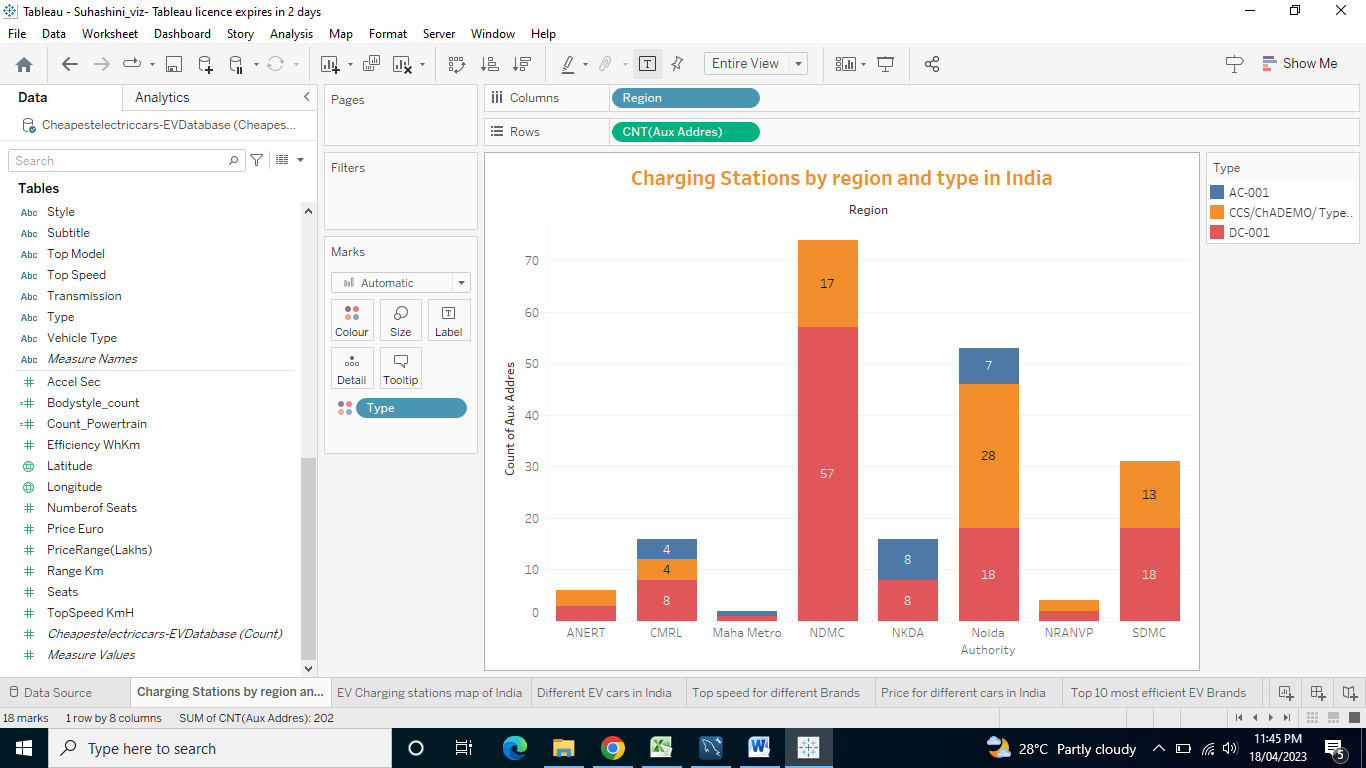 Tableau - Suhashini_viz- Tableau licence expires in 2 days
File Data Worksheet Dashboard Story Analysis Map Format Server Window Help
Entire View
Show Me
Data Analytics
Cheapestelectriccars-EVDatabase (Cheapes...
Search
Tables
Abc Style
Abc Subtitle
Abc Top Model
Abc Top Speed
Abc Transmission
Abc Type
Abc Vehicle Type
Abc Measure Names
# Accel Sec
=# Bodystyle_count
=# Count_Powertrain
# Efficiency WhKm
Latitude
Longitude
# Numberof Seats
# Price Euro
# PriceRange(Lakhs)
# Range Km
# Seats
# TopSpeed KmH
# Cheapestelectriccars-EVDatabase (Count)
# Measure Values
Pages
Filters
Marks
Automatic
Colour Size Label
Detail Tooltip
Type
Columns Region
Rows CNT(Aux Addres)
Charging Stations by region and type in India
Region
Count of Aux Addres
70
60
50
40
30
20
10
0
4
4
8
17
57
8
8
7
28
18
13
18
ANERT CMRL Maha Metro NDMC NKDA Noida Authority NRANVP SDMC
Type
AC-001
CCS/ChADEMO/ Type..
DC-001
Data Source Charging Stations by region an... EV Charging stations map of India Different EV cars in India Top speed for different Brands Price for different cars in India Top 10 most efficient EV Brands
18 marks 1 row by 8 columns SUM of CNT(Aux Addres): 202
Type here to search
28°C Partly cloudy
11:45 PM
18/04/2023
5